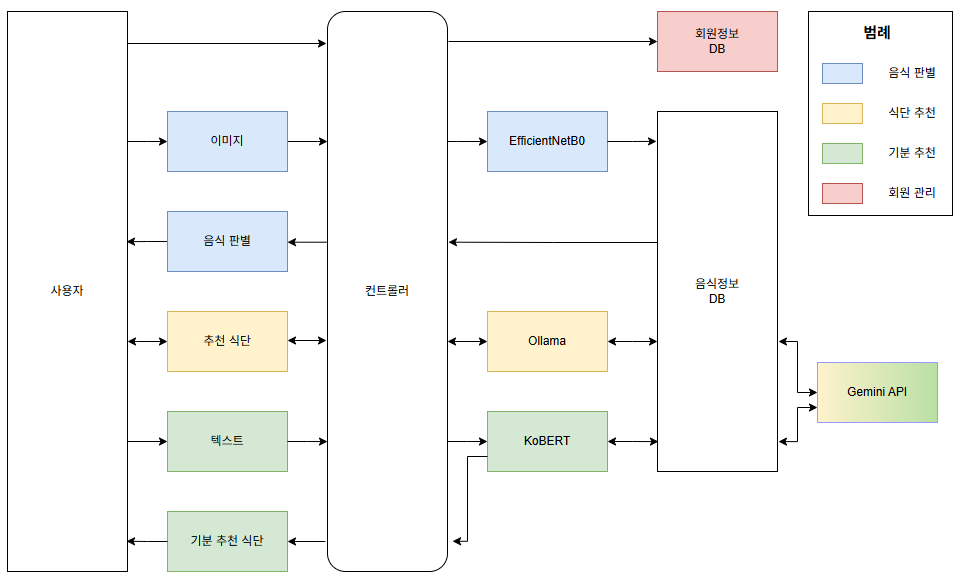 회원정보
DB
범례
음식 판별
식단 추천
기분 추천
회원 관리
이미지
EfficientNetB0
음식 판별
사용자
컨트롤러
음식정보
DB
추천 식단
Ollama
Gemini API
텍스트
KoBERT
기분 추천 식단